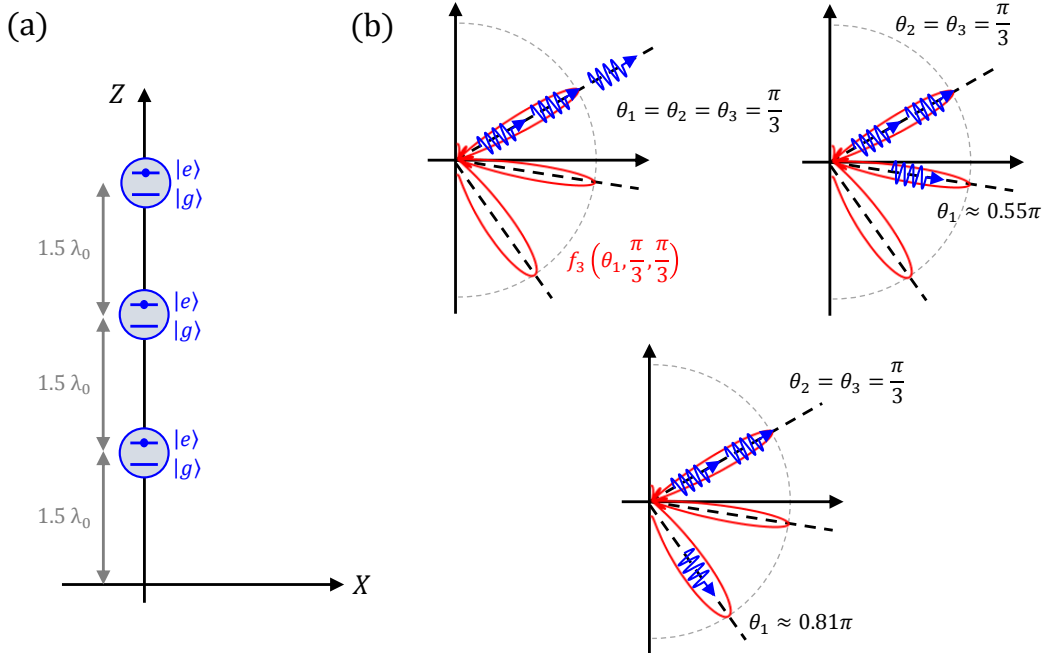 (a)
Z
|e⟩
|g⟩
1.5 λ₀
|e⟩
|g⟩
1.5 λ₀
|e⟩
|g⟩
1.5 λ₀
X
(b)
θ₁ = θ₂ = θ₃ = π/3
f₃(θ₁, π/3, π/3)
θ₂ = θ₃ = π/3
θ₁ ≈ 0.55π
θ₂ = θ₃ = π/3
θ₁ ≈ 0.81π